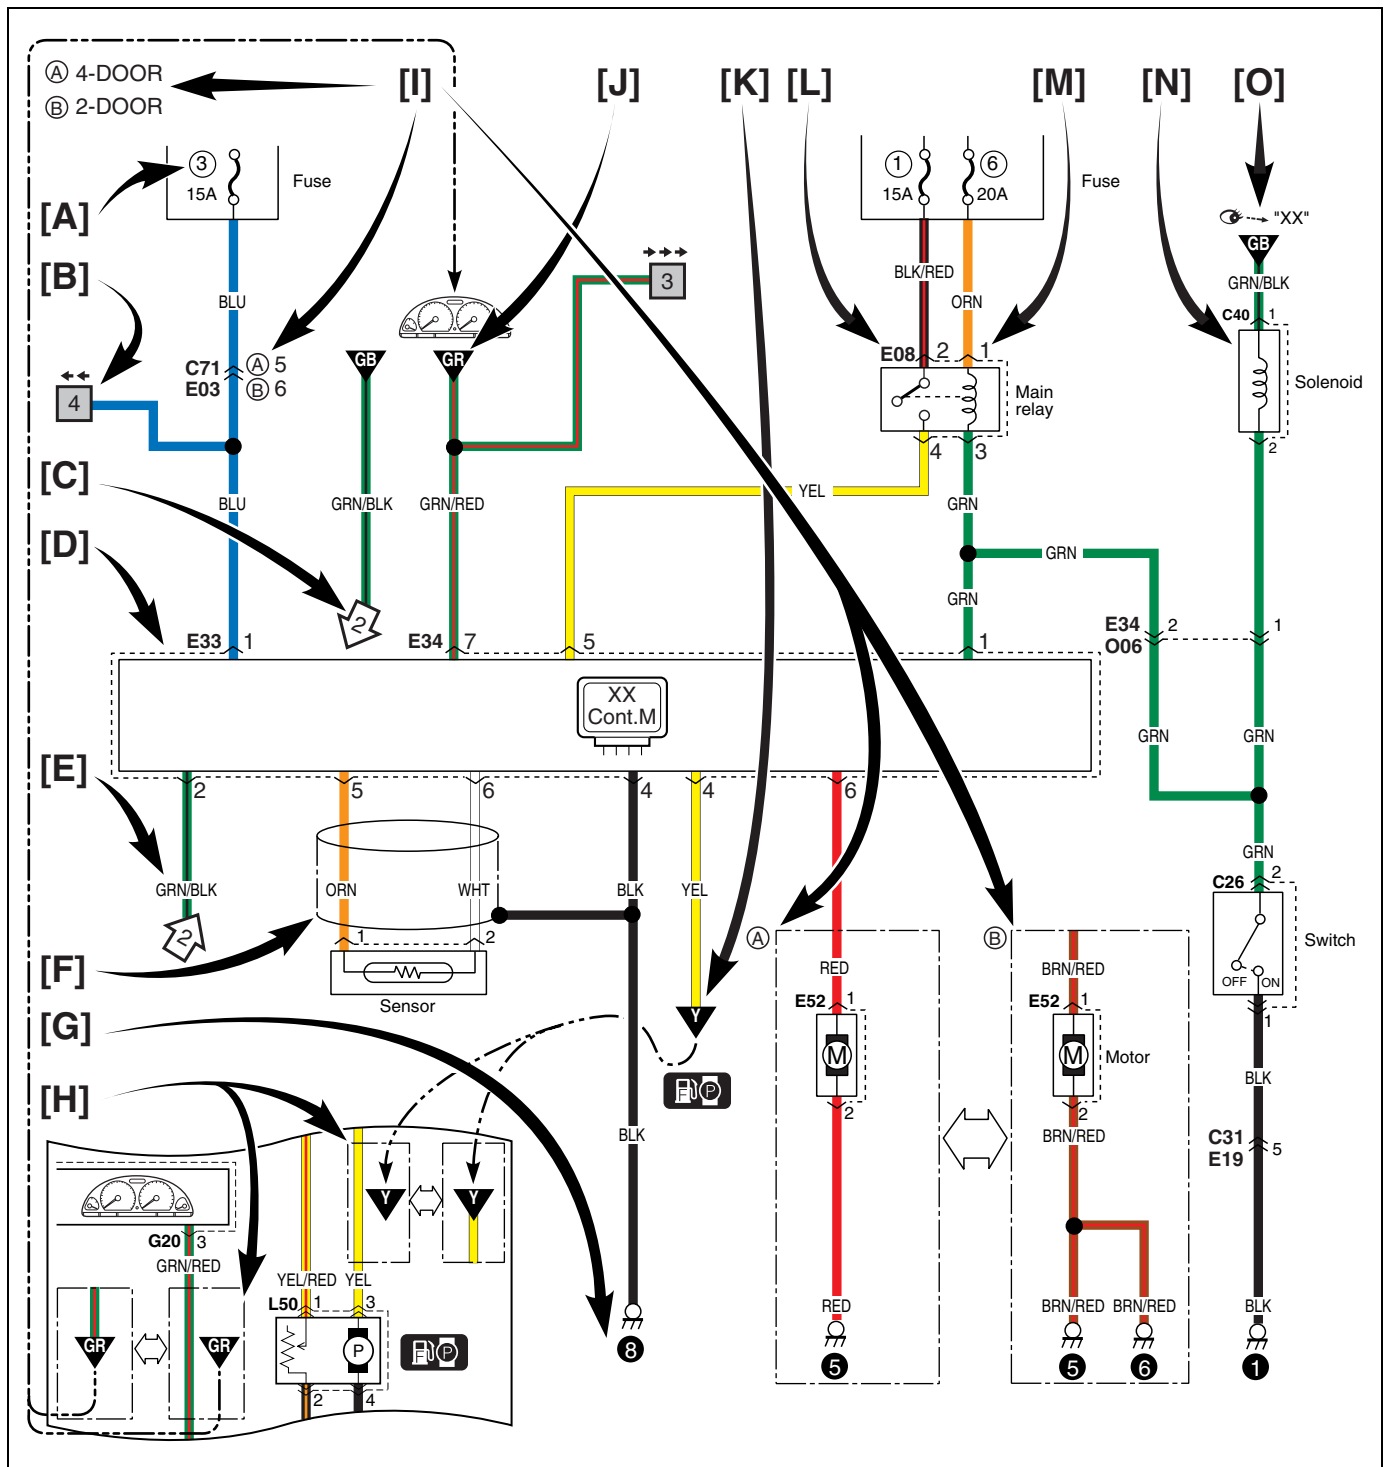 [I] [J] [K] [L] [M] [N] [O]
A 4-DOOR
B 2-DOOR
3 15A Fuse
1 15A 6 20A Fuse
[A]
"XX"
GB
[B]
3
BLK/RED
GRN/BLK
BLU
ORN
C40 1
E08 2 1
C71 A 5
E03 B 6
GB
GR
Main
relay
Solenoid
4
4 3
2
[C]
YEL
BLU
GRN/BLK
GRN/RED
GRN
[D]
GRN
GRN
2
E33 1
E34 7
5
1
E34 2
O06
1
XX
Cont.M
GRN
GRN
[E]
2 5 6 4 4 6
GRN
GRN/BLK
ORN
WHT
BLK
YEL
C26 2
2
1 2
A
B
Switch
OFF ON
[F]
RED
BRN/RED
Sensor
E52 1
E52 1
1
[G]
Y
M
M
Motor
F P
BLK
[H]
2
2
BLK
BRN/RED
C31
E19
5
Y
Y
G20 3
GRN/RED
YEL/RED
YEL
L50 1 3
RED
BRN/RED
BRN/RED
BLK
GR
GR
P
F P
8
5
5
6
1
2 4